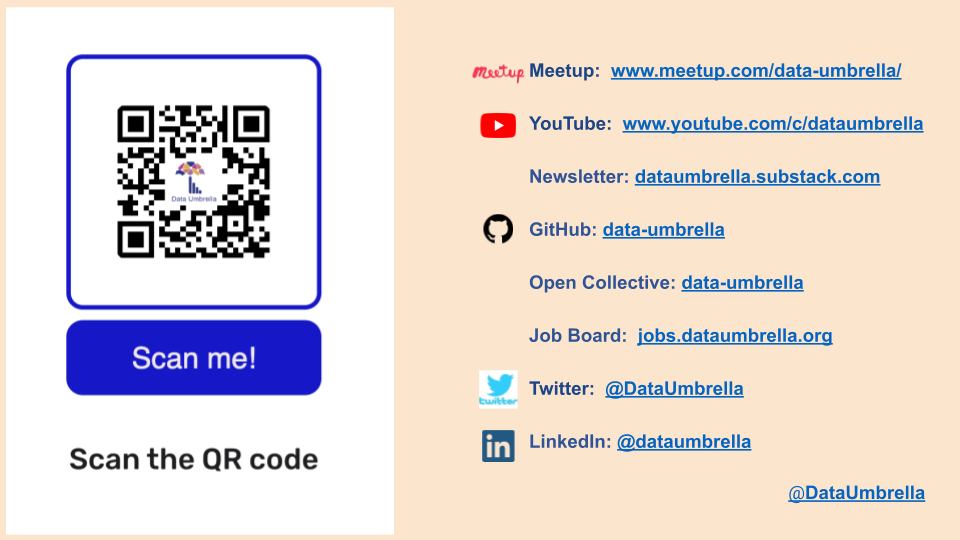 Data Umbrella
Scan me!
Scan the QR code
meetup Meetup: www.meetup.com/data-umbrella/
YouTube: www.youtube.com/c/dataumbrella
Newsletter: dataumbrella.substack.com
GitHub: data-umbrella
Open Collective: data-umbrella
Job Board: jobs.dataumbrella.org
twitter Twitter: @DataUmbrella
in LinkedIn: @dataumbrella
@DataUmbrella